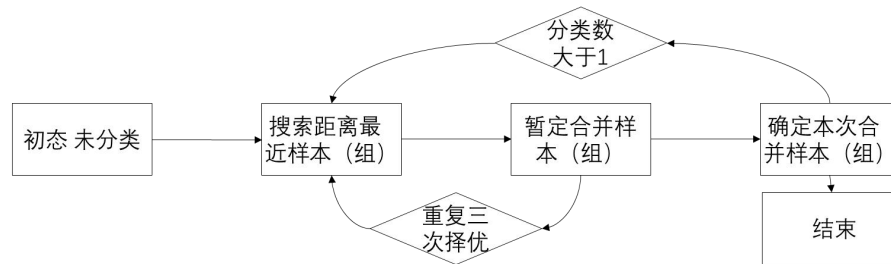 分类数
大于1
初态 未分类
搜索距离最
近样本（组）
暂定合并样
本（组）
确定本次合
并样本（组）
重复三
次择优
结束